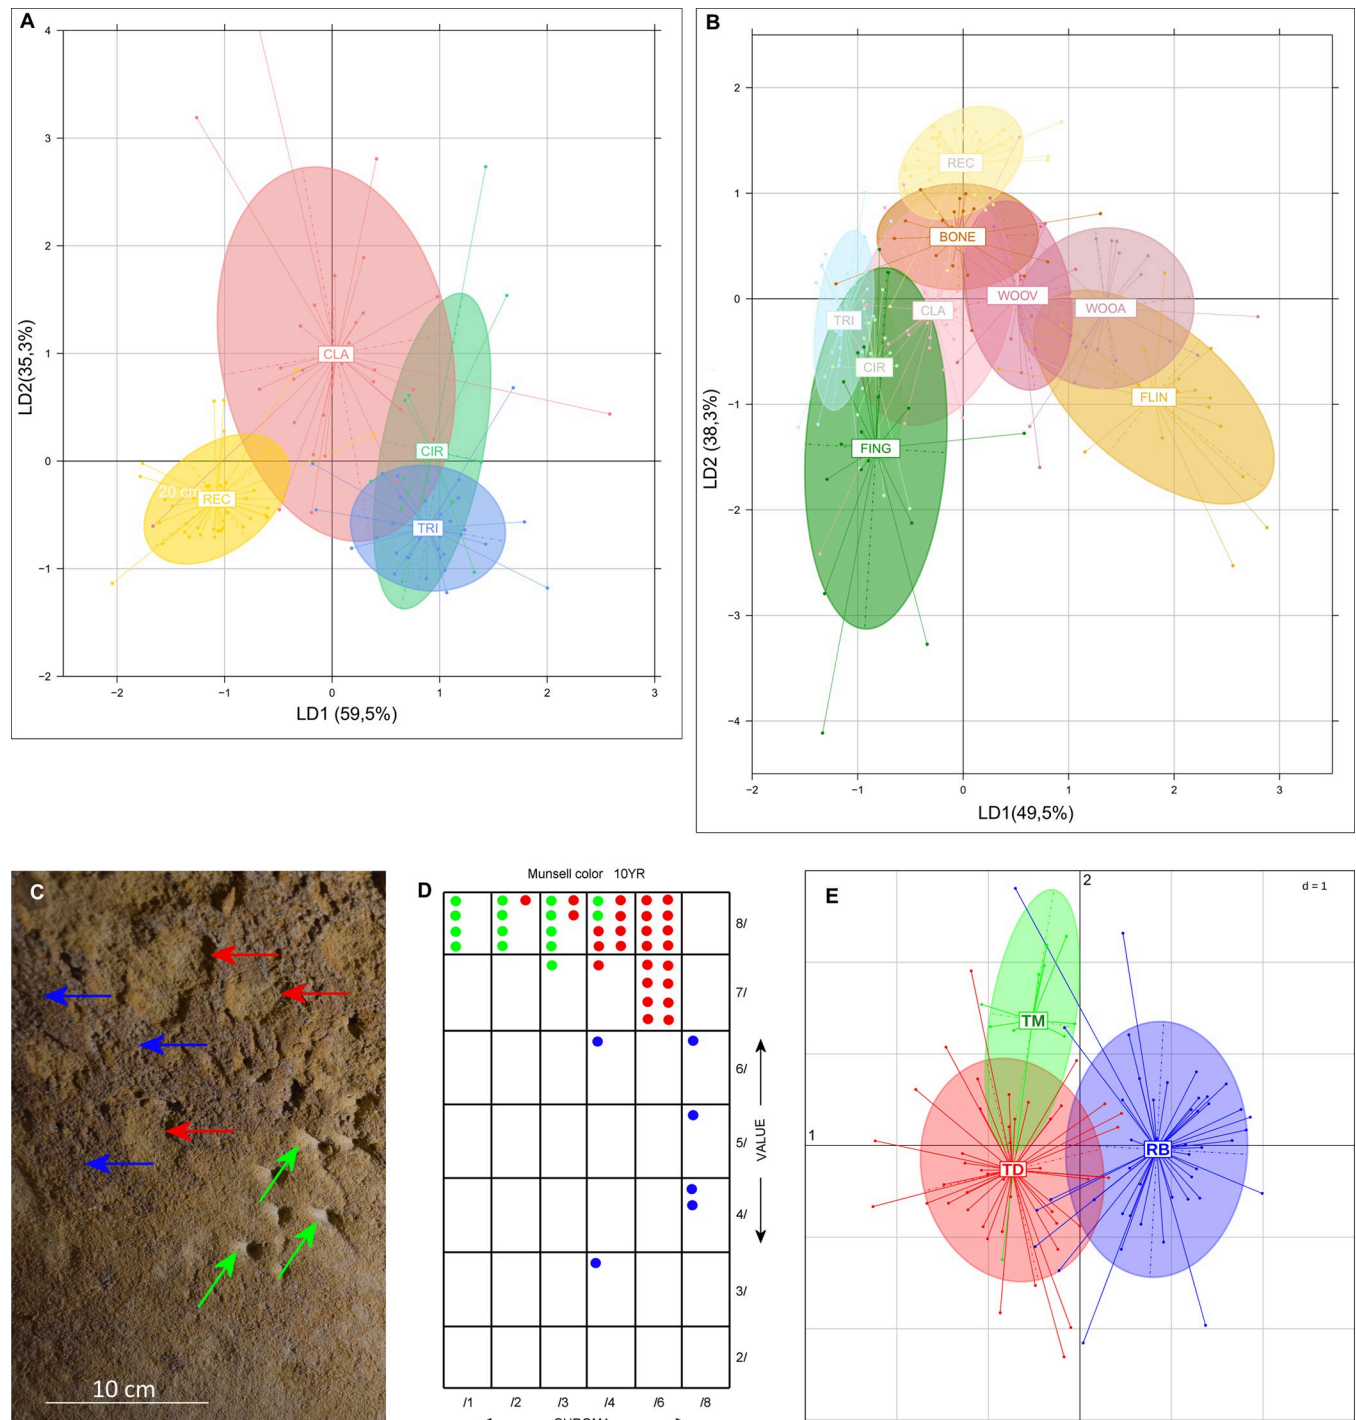 A
4
3
2
1
0
−1
−2
LD2(35,3%)
CLA
CIR
REC
20 cm
TRI
−2 −1 0 1 2 3
LD1 (59,5%)
B
2
1
0
−1
−2
−3
−4
LD2 (38,3%)
REC
BONE
WOOV
WOOA
CLA
TRI
CIR
FLIN
FING
−2 −1 0 1 2 3
LD1(49,5%)
C
10 cm
D
Munsell color 10YR
8/
7/
6/
5/
4/
3/
2/
VALUE
/1 /2 /3 /4 /6 /8
E
2
d = 1
1
TM
TD
RB